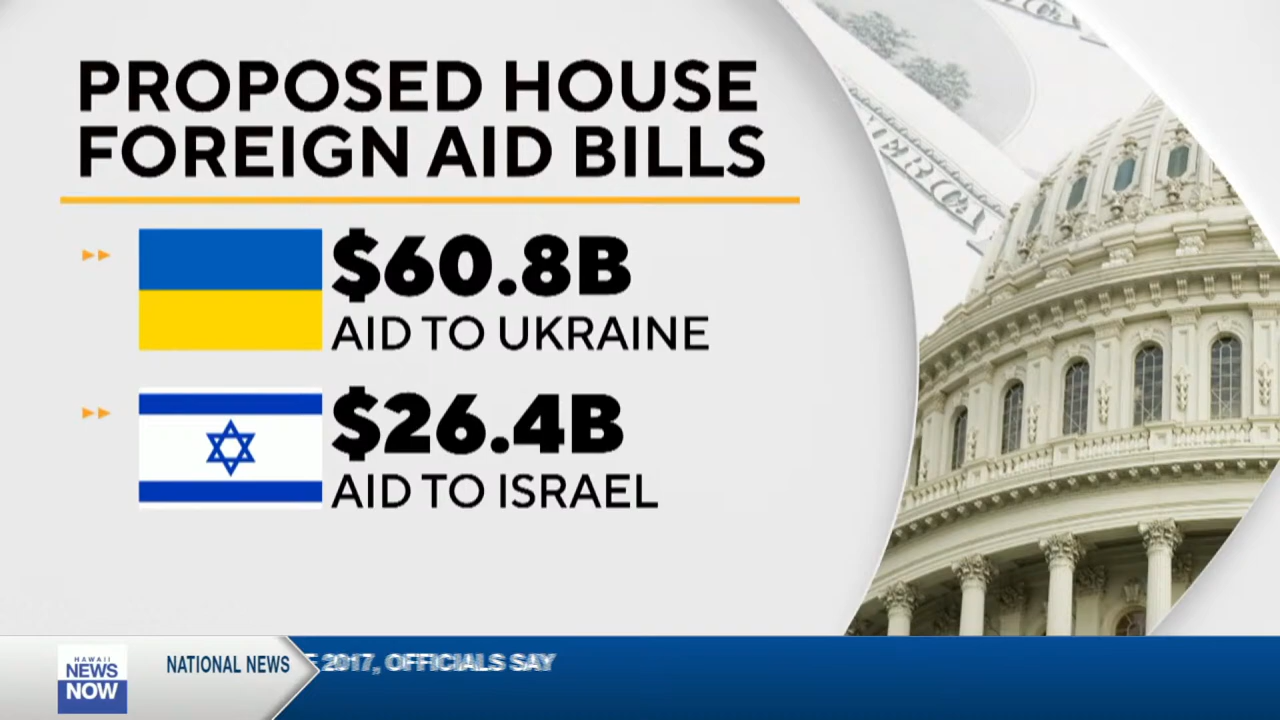 PROPOSED HOUSE
FOREIGN AID BILLS
$60.8B
AID TO UKRAINE
$26.4B
AID TO ISRAEL
HAWAII
NEWS
NOW
NATIONAL NEWS
2017, OFFICIALS SAY